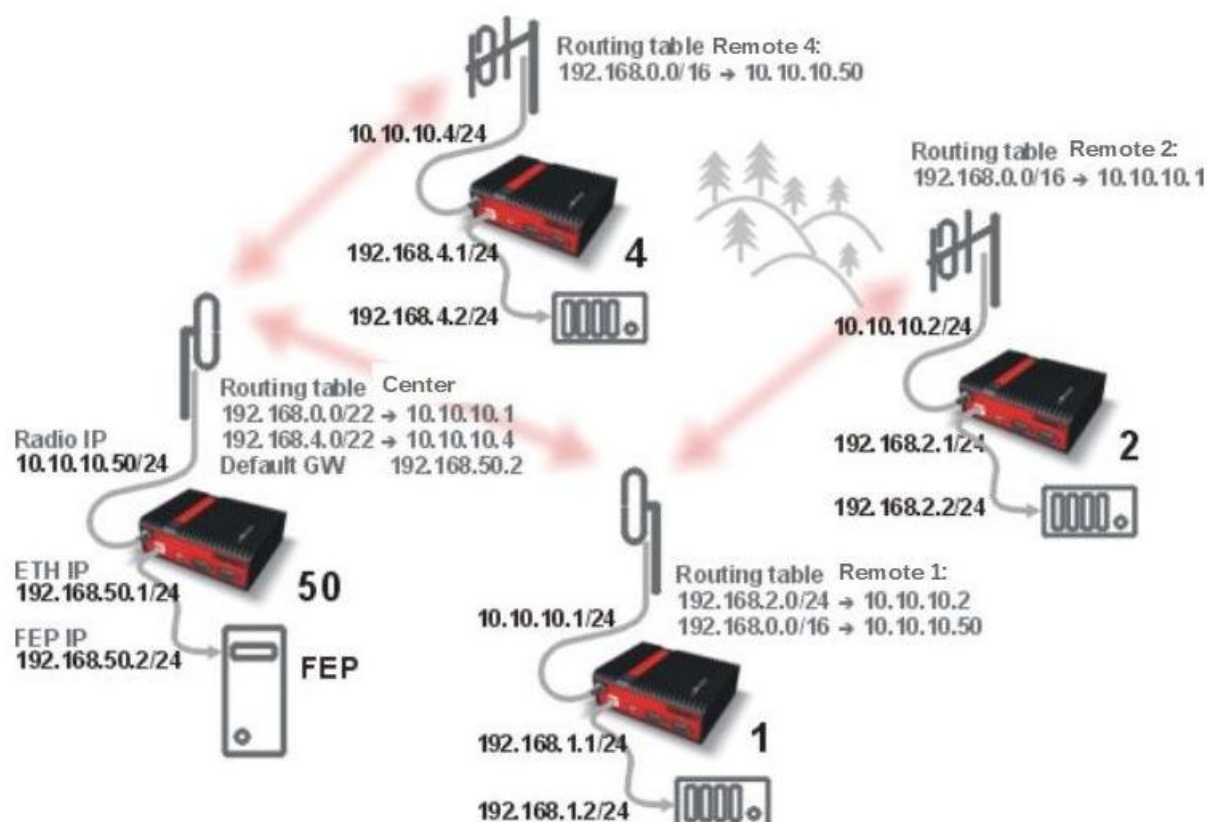 Routing table Remote 4:
192.168.0.0/16 → 10.10.10.50
10.10.10.4/24
192.168.4.1/24
4
192.168.4.2/24
Routing table Remote 2:
192.168.0.0/16 → 10.10.10.1
10.10.10.2/24
192.168.2.1/24
2
192.168.2.2/24
Routing table Center
192.168.0.0/22 → 10.10.10.1
192.168.4.0/22 → 10.10.10.4
Default GW 192.168.50.2
Radio IP
10.10.10.50/24
ETH IP
192.168.50.1/24
50
FEP IP
192.168.50.2/24
FEP
Routing table Remote 1:
192.168.2.0/24 → 10.10.10.2
192.168.0.0/16 → 10.10.10.50
10.10.10.1/24
192.168.1.1/24
1
192.168.1.2/24